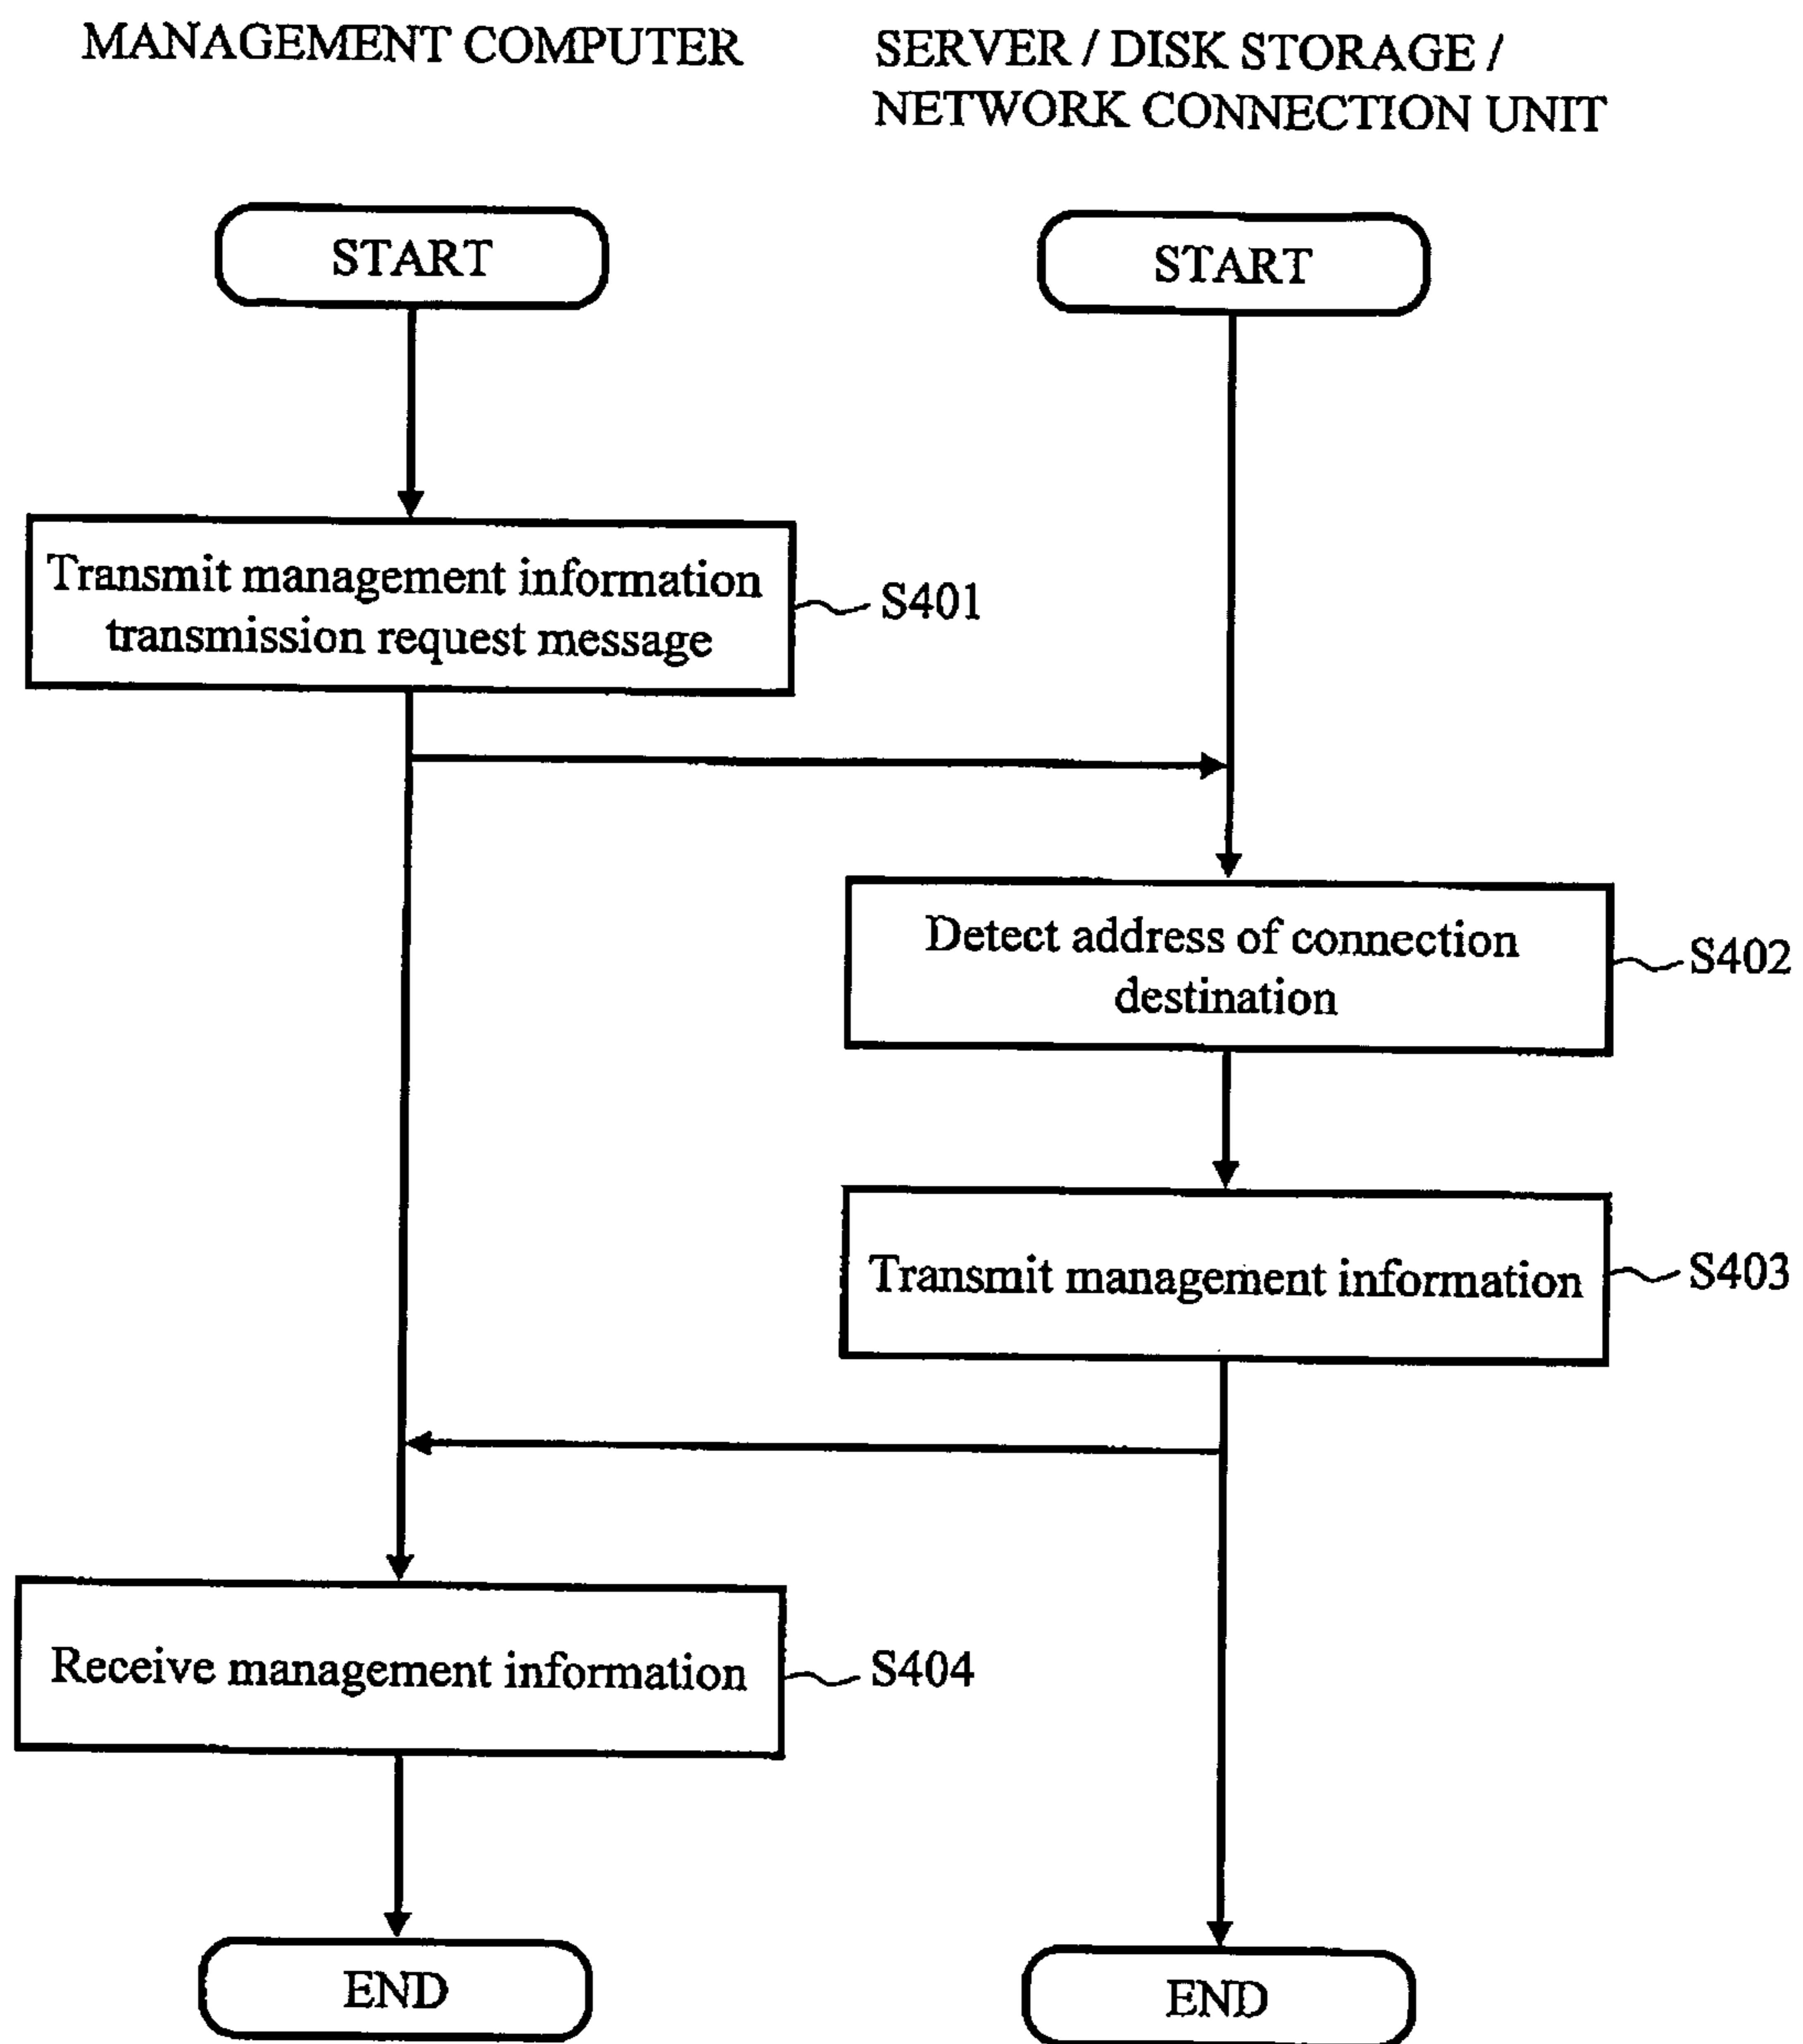 MANAGEMENT COMPUTER
SERVER / DISK STORAGE /
NETWORK CONNECTION UNIT
START
START
Transmit management information
transmission request message
S401
Detect address of connection
destination
S402
Transmit management information
S403
Receive management information
S404
END
END